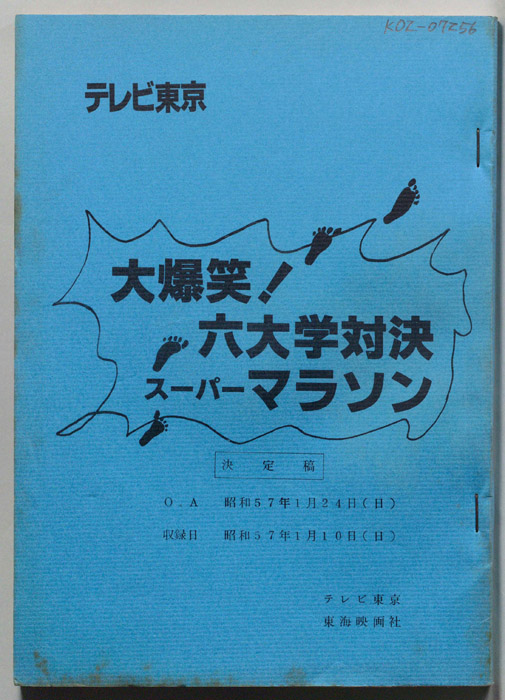 KOZ-07256
テレビ東京
大爆笑!
六大学対決
スーパーマラソン
決定稿
O.A 昭和57年1月24日(日)
収録日 昭和57年1月10日(日)
テレビ東京
東海映画社